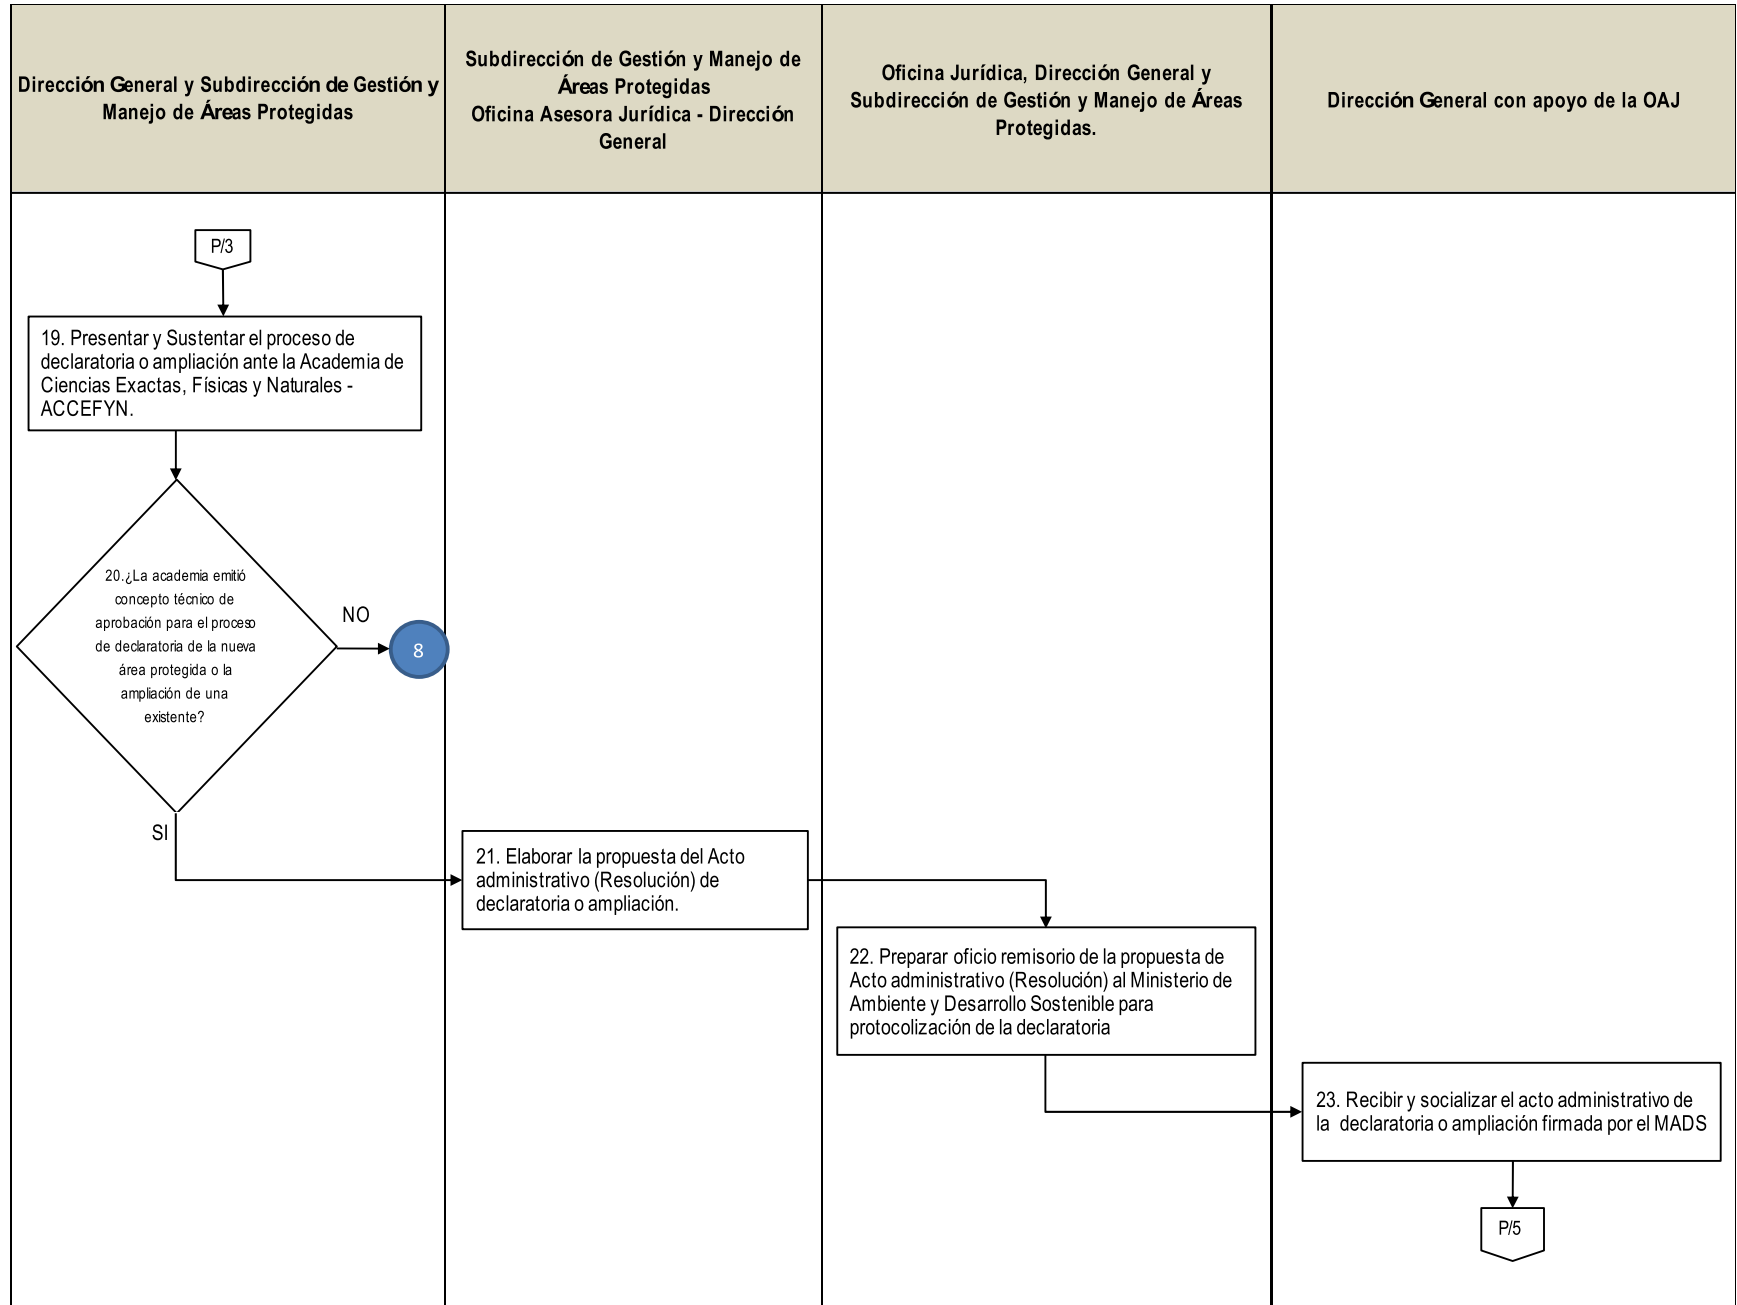 Dirección General y Subdirección de Gestión y
Manejo de Áreas Protegidas
Subdirección de Gestión y Manejo de
Áreas Protegidas
Oficina Asesora Jurídica - Dirección
General
Oficina Jurídica, Dirección General y
Subdirección de Gestión y Manejo de Áreas
Protegidas.
Dirección General con apoyo de la OAJ
P/3
19. Presentar y Sustentar el proceso de
declaratoria o ampliación ante la Academia de
Ciencias Exactas, Físicas y Naturales -
ACCEFYN.
20.¿La academia emitió
concepto técnico de
aprobación para el proceso
de declaratoria de la nueva
área protegida o la
ampliación de una
existente?
NO
8
SI
21. Elaborar la propuesta del Acto
administrativo (Resolución) de
declaratoria o ampliación.
22. Preparar oficio remisorio de la propuesta de
Acto administrativo (Resolución) al Ministerio de
Ambiente y Desarrollo Sostenible para
protocolización de la declaratoria
23. Recibir y socializar el acto administrativo de
la declaratoria o ampliación firmada por el MADS
P/5